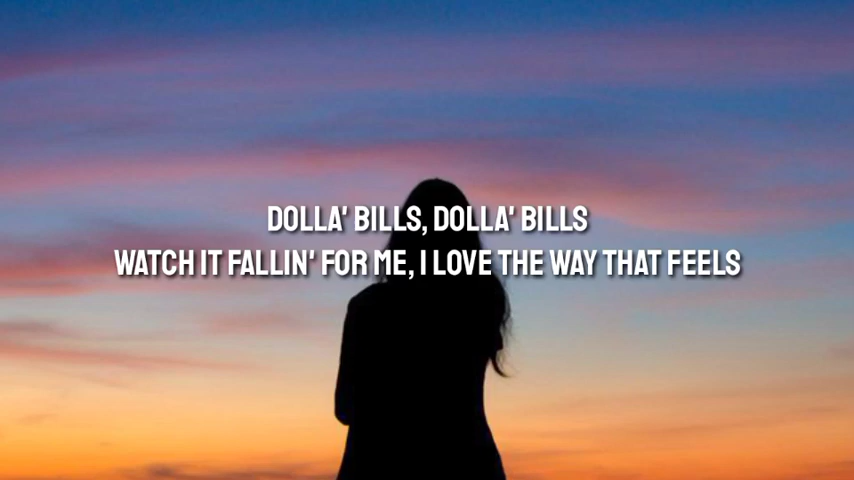 DOLLA' BILLS, DOLLA' BILLS
WATCH IT FALLIN' FOR ME, I LOVE THE WAY THAT FEELS